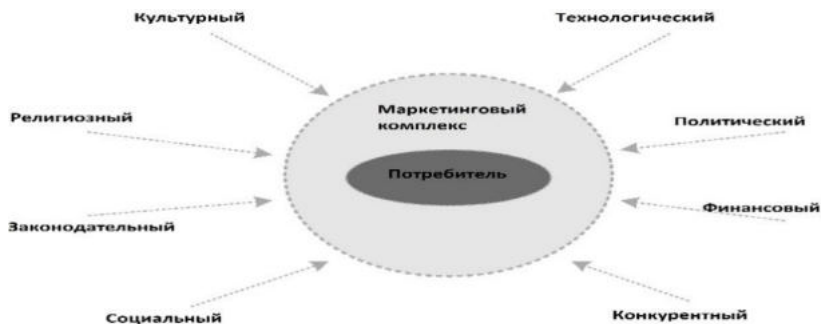 Культурный
Технологический
Маркетинговый
комплекс
Религиозный
Политический
Потребитель
Финансовый
Законодательный
Социальный
Конкурентный